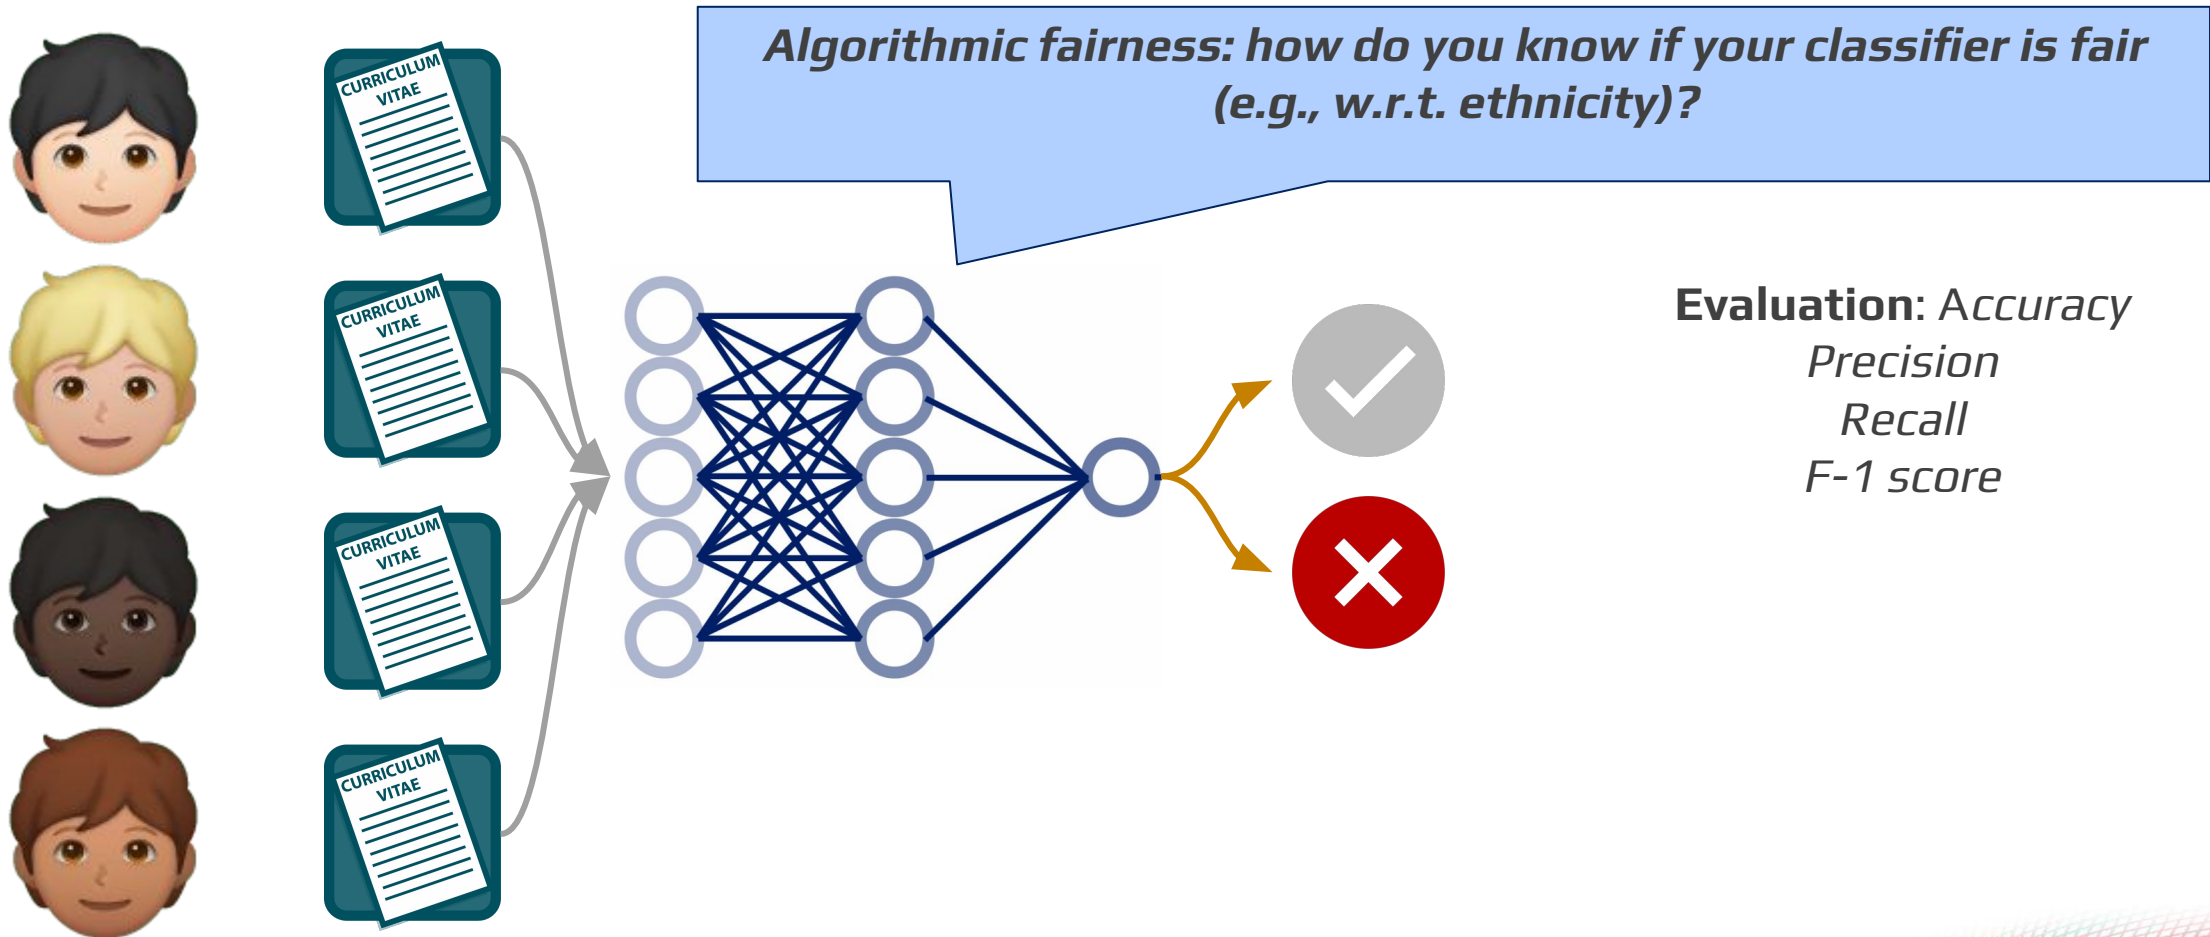 Algorithmic fairness: how do you know if your classifier is fair
(e.g., w.r.t. ethnicity)?
CURRICULUM
VITAE
CURRICULUM
VITAE
CURRICULUM
VITAE
CURRICULUM
VITAE
Evaluation: Accuracy
Precision
Recall
F-1 score